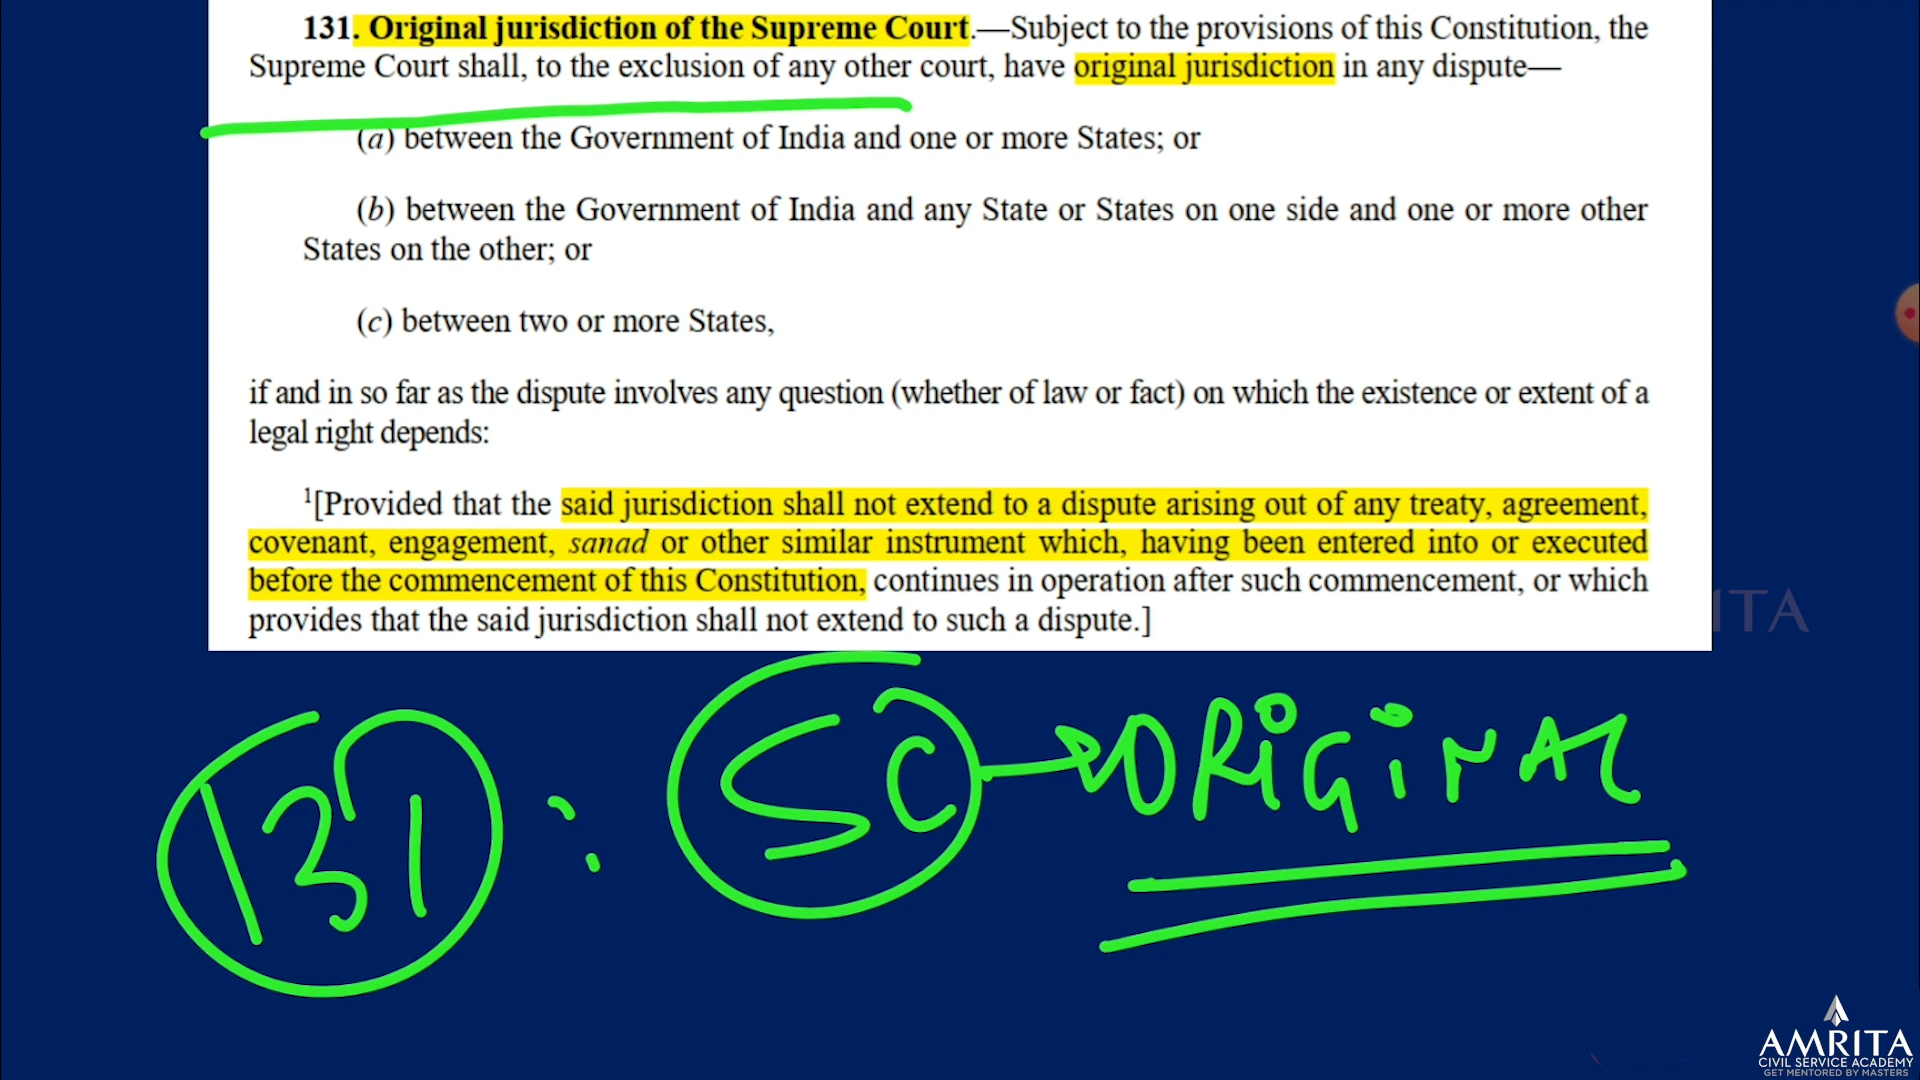 131. Original jurisdiction of the Supreme Court.—Subject to the provisions of this Constitution, the
Supreme Court shall, to the exclusion of any other court, have original jurisdiction in any dispute—
(a) between the Government of India and one or more States; or
(b) between the Government of India and any State or States on one side and one or more other
States on the other; or
(c) between two or more States,
if and in so far as the dispute involves any question (whether of law or fact) on which the existence or extent of a
legal right depends:
1[Provided that the said jurisdiction shall not extend to a dispute arising out of any treaty, agreement,
covenant, engagement, sanad or other similar instrument which, having been entered into or executed
before the commencement of this Constitution, continues in operation after such commencement, or which
provides that the said jurisdiction shall not extend to such a dispute.]
131 : SC → ORIGINAL
AMRITA
CIVIL SERVICE ACADEMY
GET MENTORED BY MASTERS